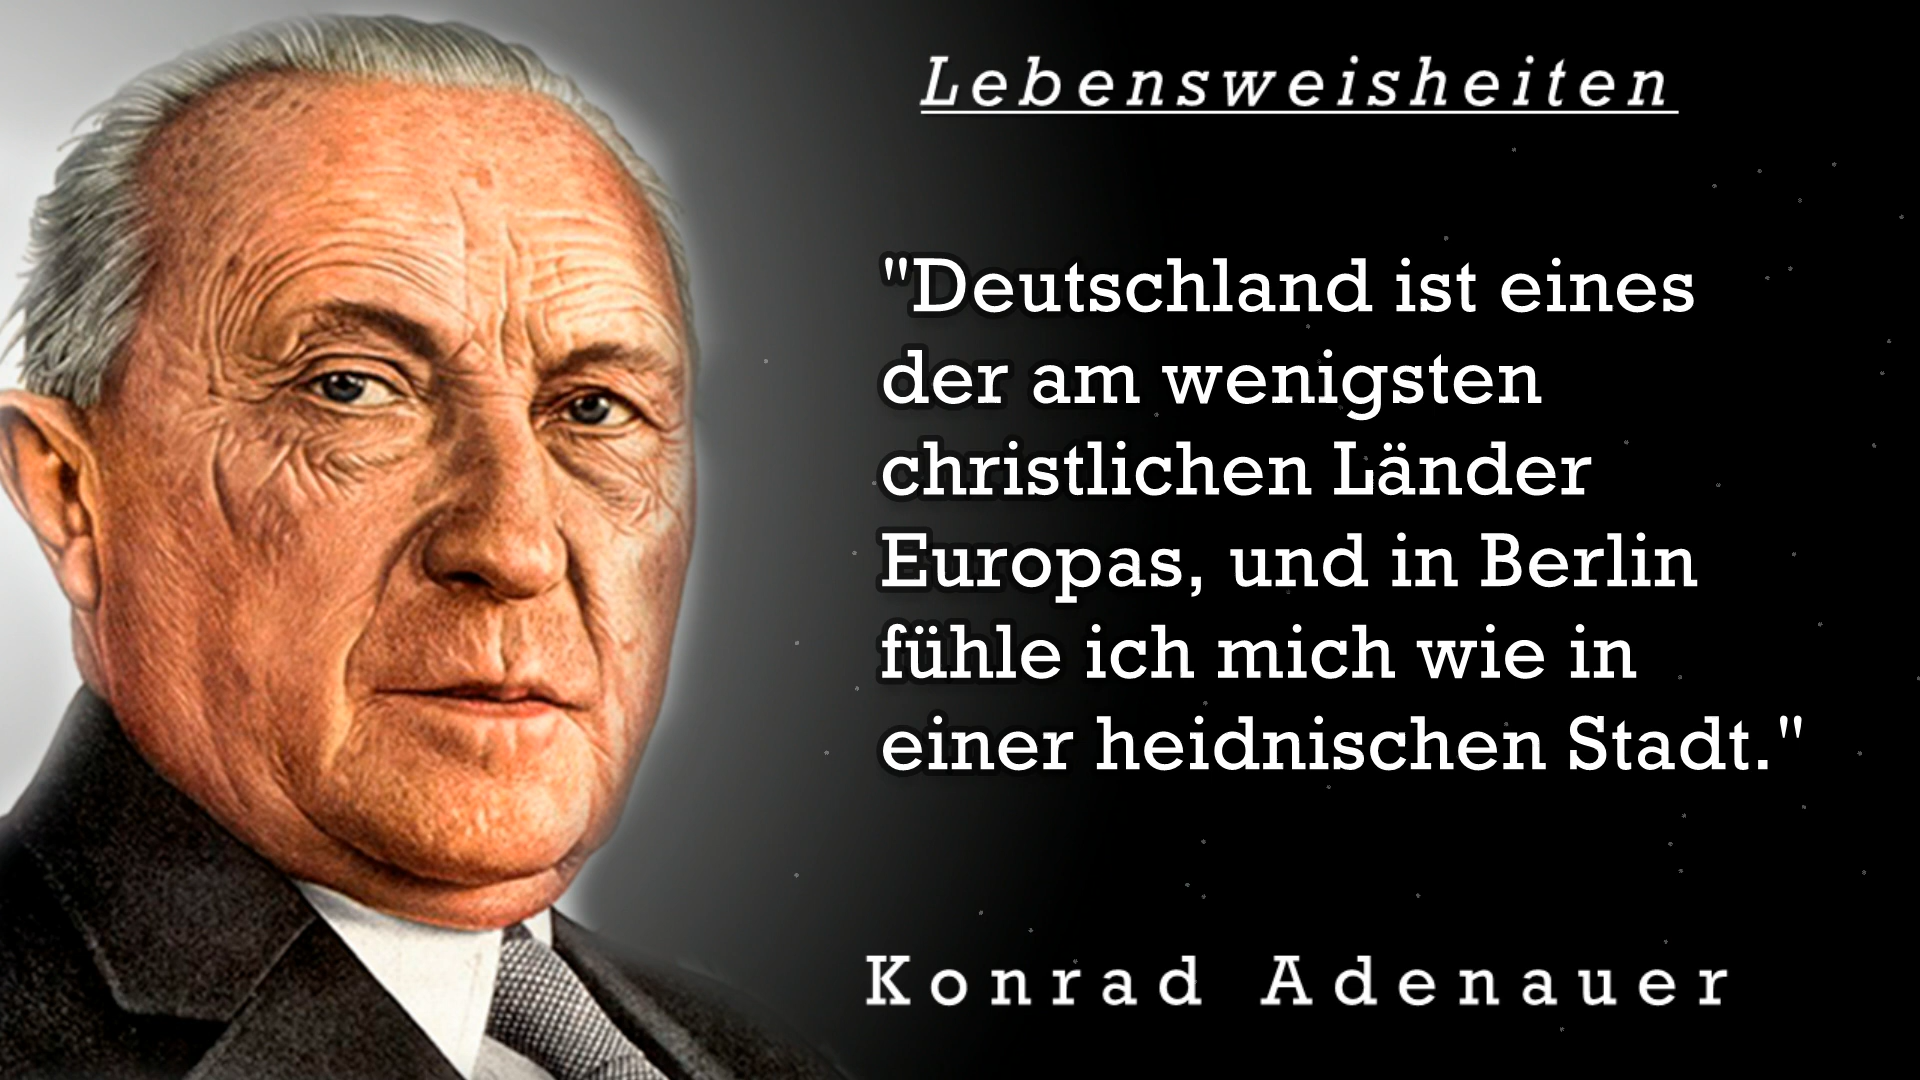 Lebensweisheiten
"Deutschland ist eines
der am wenigsten
christlichen Länder
Europas, und in Berlin
fühle ich mich wie in
einer heidnischen Stadt."
Konrad Adenauer